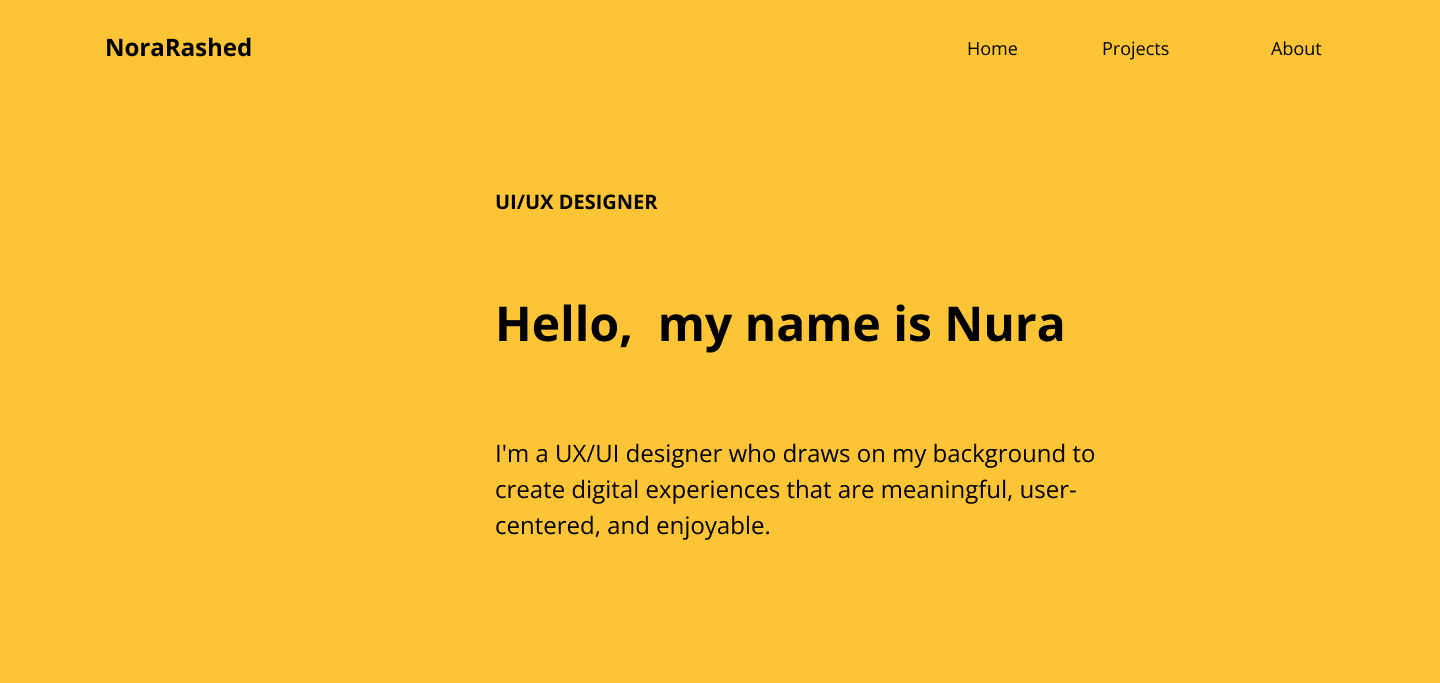 NoraRashed
Home Projects About
UI/UX DESIGNER
Hello,  my name is Nura
I'm a UX/UI designer who draws on my background to
create digital experiences that are meaningful, user-
centered, and enjoyable.